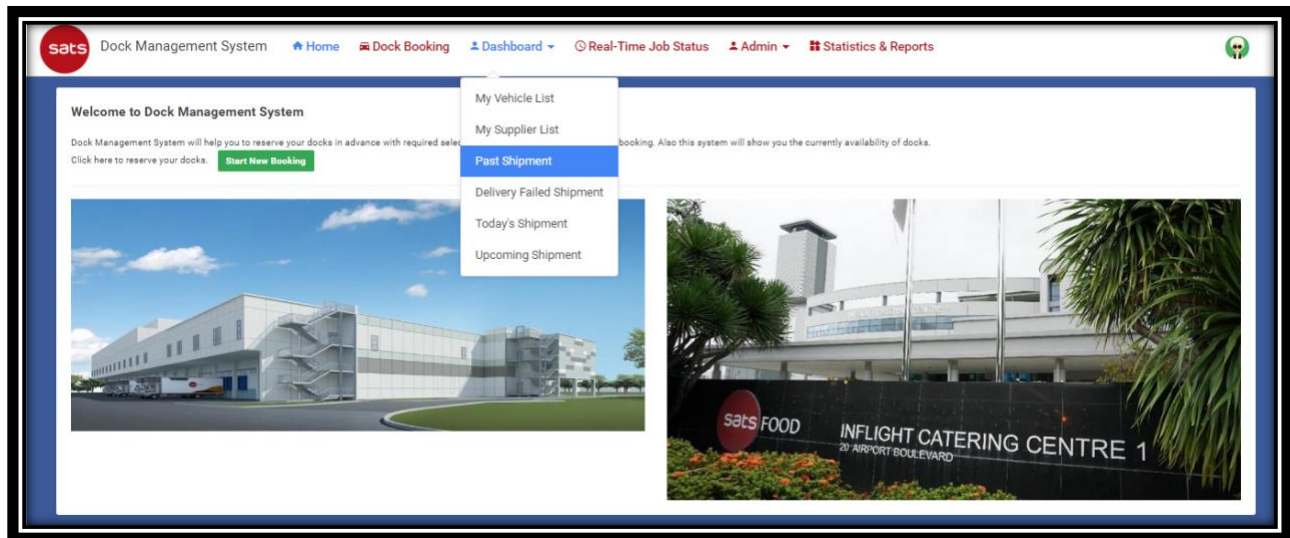 sats Dock Management System Home Dock Booking Dashboard Real-Time Job Status Admin Statistics & Reports
My Vehicle List
My Supplier List
Past Shipment
Delivery Failed Shipment
Today's Shipment
Upcoming Shipment
Welcome to Dock Management System
Dock Management System will help you to reserve your docks in advance with required selec booking. Also this system will show you the currently availability of docks.
Click here to reserve your docks. Start New Booking
sats FOOD
INFLIGHT CATERING CENTRE 1
20 AIRPORT BOULEVARD